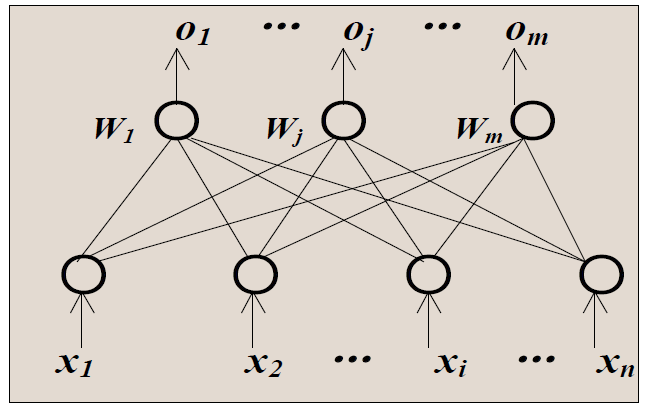 o1 ... oj ... om
W1 Wj Wm
x1 x2 ... xi ... xn